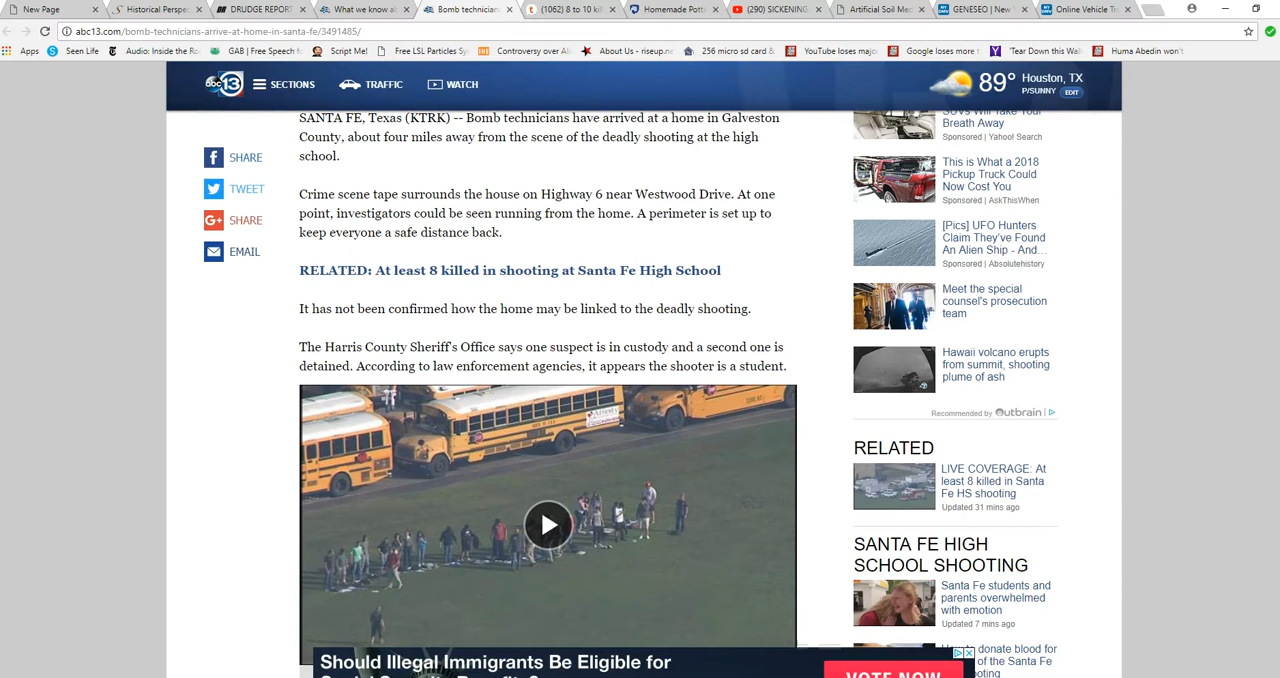 New Page
Historical Perspe
DRUDGE REPORT
What we know a
Bomb technician
(1062) 8 to 10 kil
Homemade Pott
(290) SICKENING
Artificial Soil Med
GENESEO | New
Online Vehicle Tr
abc13.com/bomb-technicians-arrive-at-home-in-santa-fe/3491485/
Apps
Seen Life
Audio: Inside the Ro
GAB | Free Speech fo
Script Me!
Free LSL Particles Sy
Controversy over Al
About Us - riseup.ne
256 micro sd card &
YouTube loses majo
Google loses more t
'Tear Down this Wal
Huma Abedin won't
abc 13
SECTIONS
TRAFFIC
WATCH
89°
Houston, TX
P/SUNNY
EDIT
SHARE
TWEET
G+ SHARE
EMAIL
SANTA FE, Texas (KTRK) -- Bomb technicians have arrived at a home in Galveston
County, about four miles away from the scene of the deadly shooting at the high
school.
Crime scene tape surrounds the house on Highway 6 near Westwood Drive. At one
point, investigators could be seen running from the home. A perimeter is set up to
keep everyone a safe distance back.
RELATED: At least 8 killed in shooting at Santa Fe High School
It has not been confirmed how the home may be linked to the deadly shooting.
The Harris County Sheriff's Office says one suspect is in custody and a second one is
detained. According to law enforcement agencies, it appears the shooter is a student.
SUVs Will Take Your
Breath Away
Sponsored | Yahoo! Search
This is What a 2018
Pickup Truck Could
Now Cost You
Sponsored | AskThisWhen
[Pics] UFO Hunters
Claim They've Found
An Alien Ship - And...
Sponsored | Absolutehistory
Meet the special
counsel's prosecution
team
Hawaii volcano erupts
from summit, shooting
plume of ash
Recommended by Outbrain
RELATED
LIVE COVERAGE: At
least 8 killed in Santa
Fe HS shooting
Updated 31 mins ago
SANTA FE HIGH
SCHOOL SHOOTING
Santa Fe students and
parents overwhelmed
with emotion
Updated 7 mins ago
donate blood for
of the Santa Fe
Should Illegal Immigrants Be Eligible for
VOTE NOW